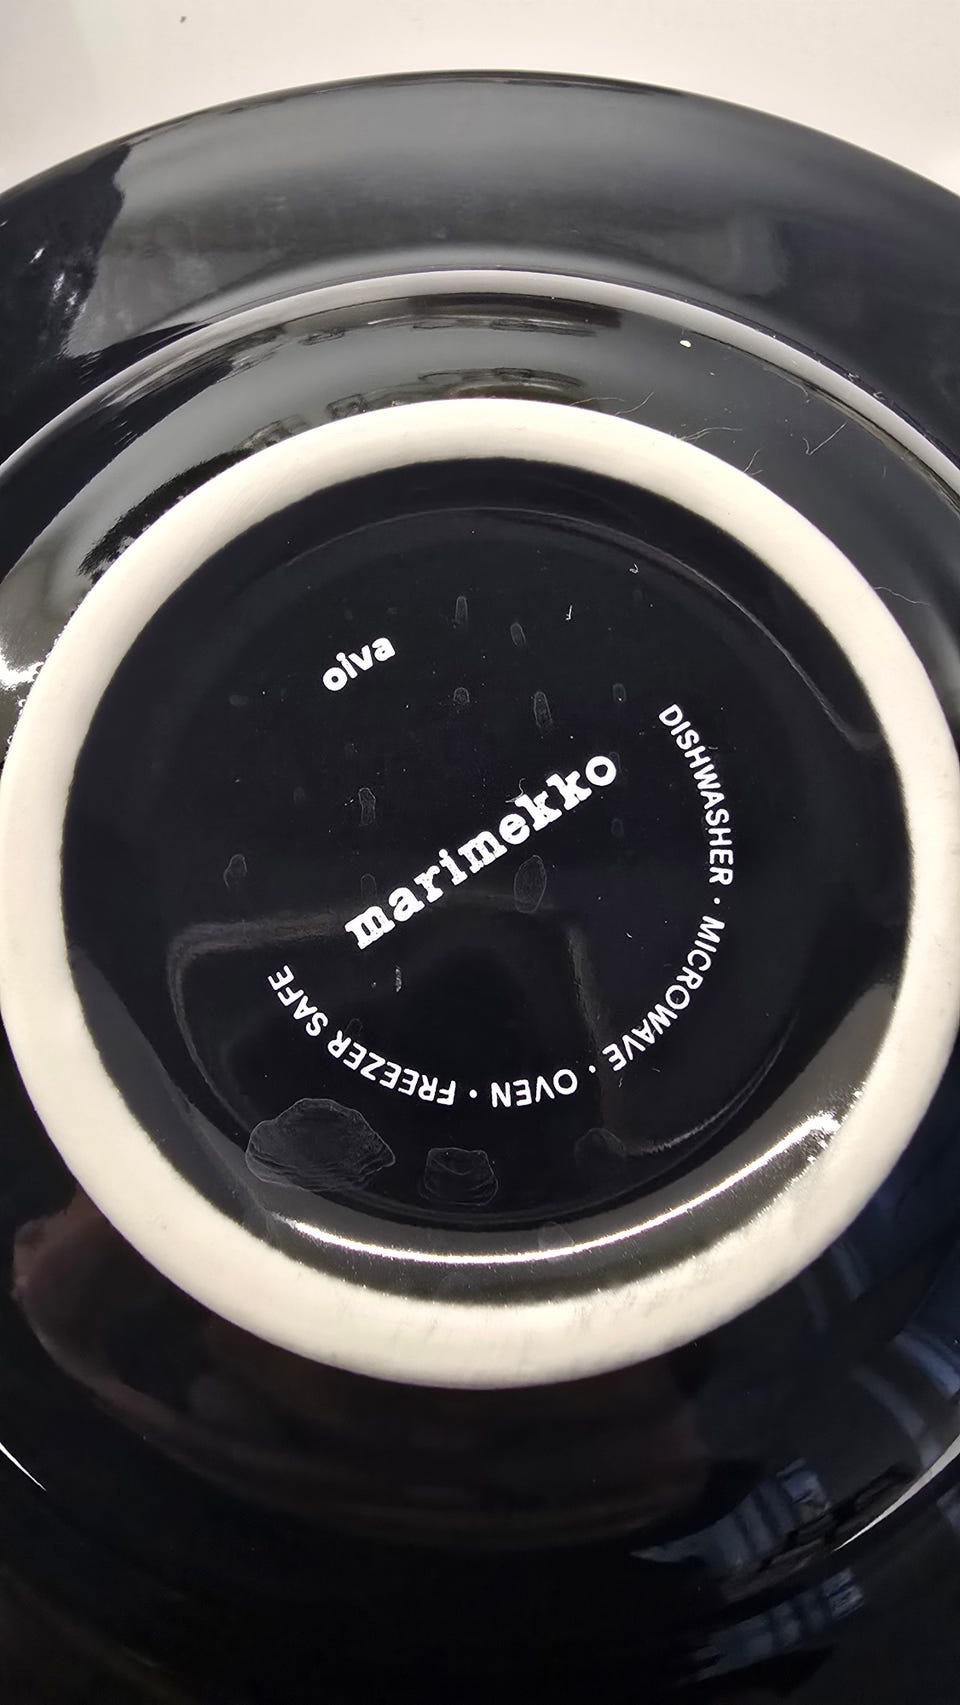 oiva
marimekko
DISHWASHER · MICROWAVE · OVEN · FREEZER SAFE